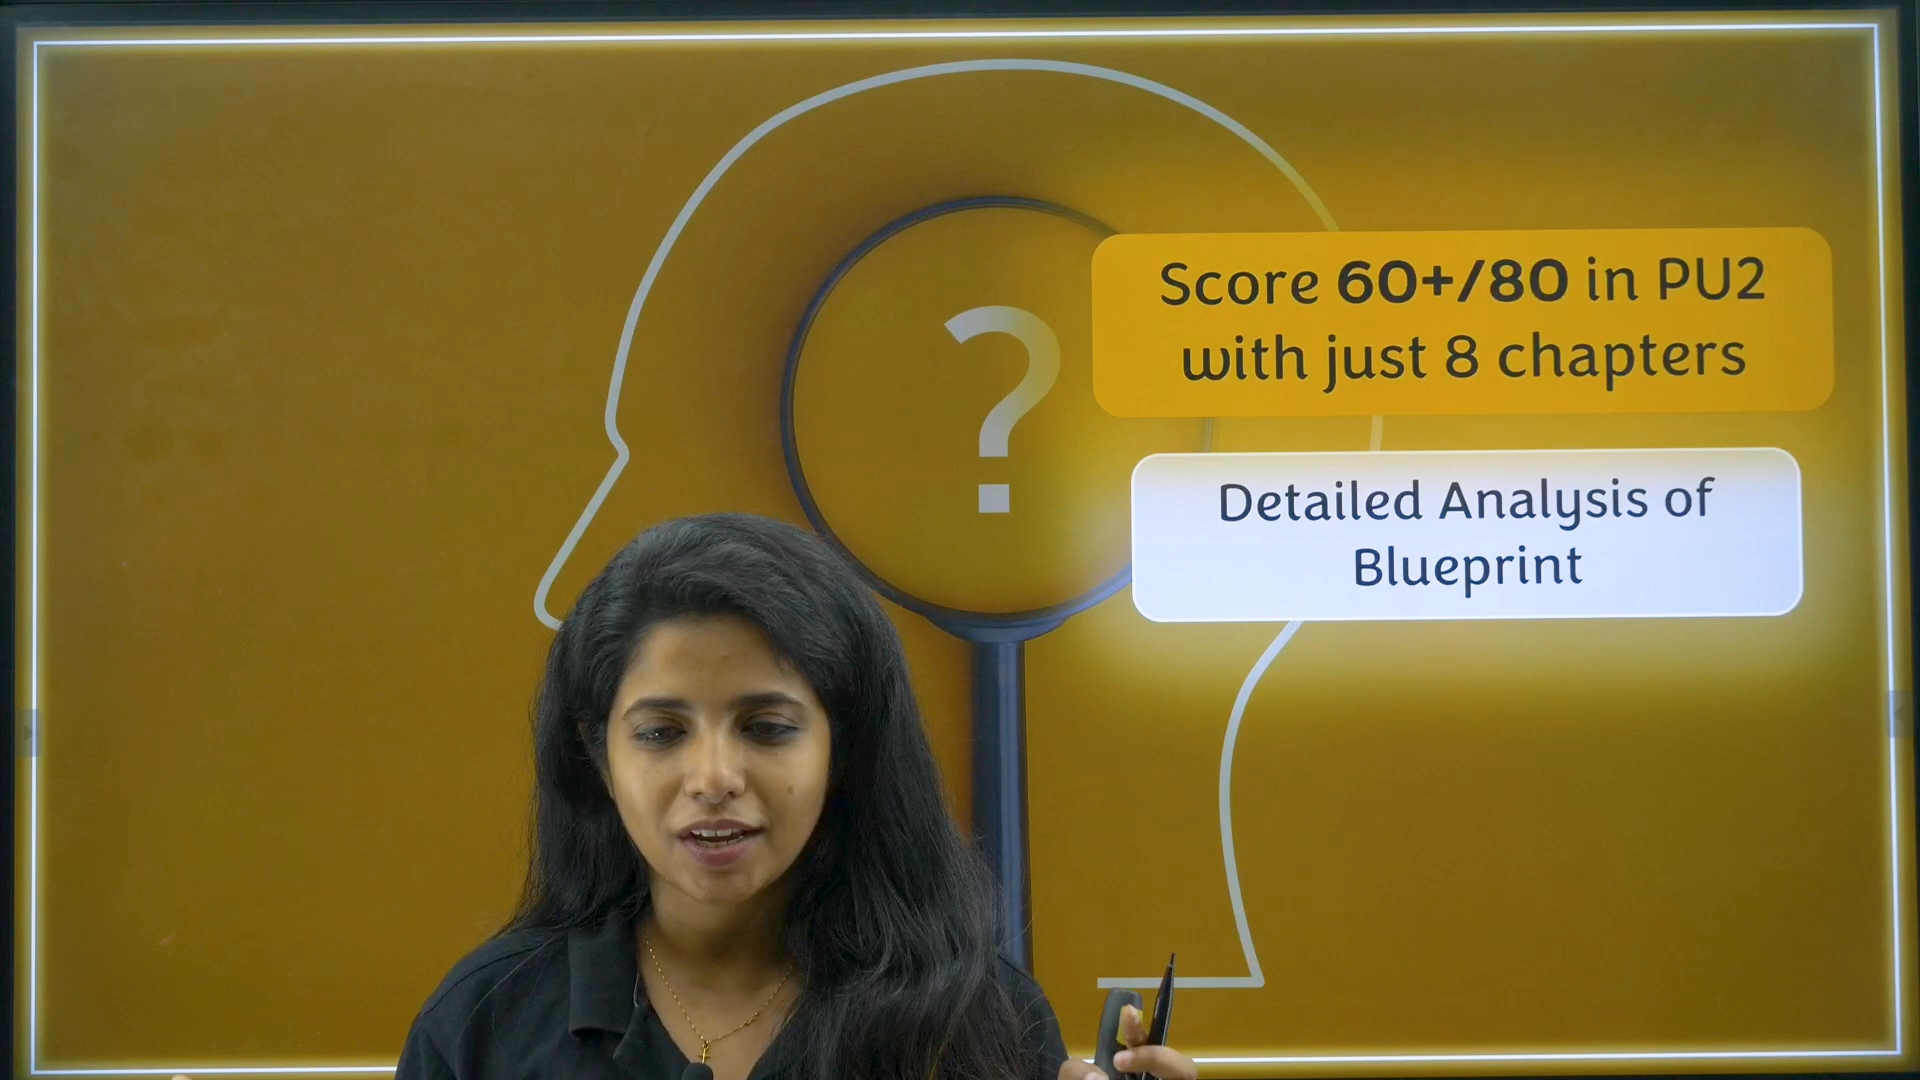 ?
Score 60+/80 in PU2
with just 8 chapters
Detailed Analysis of
Blueprint